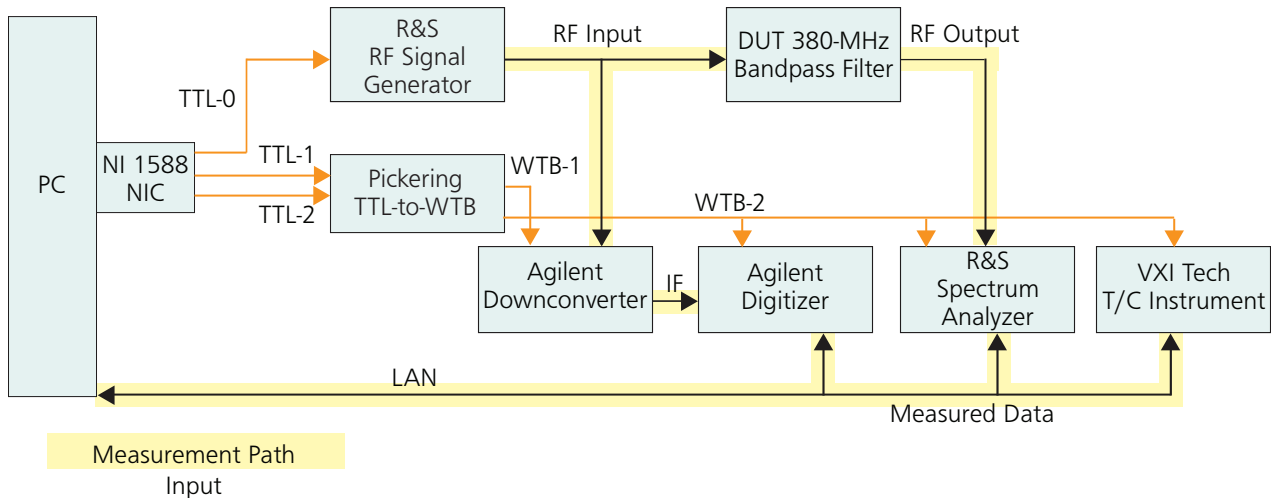 R&S
RF Signal
Generator
RF Input
DUT 380-MHz
Bandpass Filter
RF Output
TTL-0
PC
NI 1588
NIC
TTL-1
TTL-2
Pickering
TTL-to-WTB
WTB-1
WTB-2
Agilent
Downconverter
IF
Agilent
Digitizer
R&S
Spectrum
Analyzer
VXI Tech
T/C Instrument
LAN
Measured Data
Measurement Path
Input